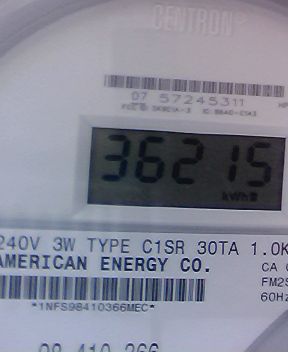 CENTRON®
07 57245311
36215
kWh
240V 3W TYPE C1SR 30TA 1.0K
AMERICAN ENERGY CO.
CA
FM2S
60Hz
*1NFS98410366MEC*